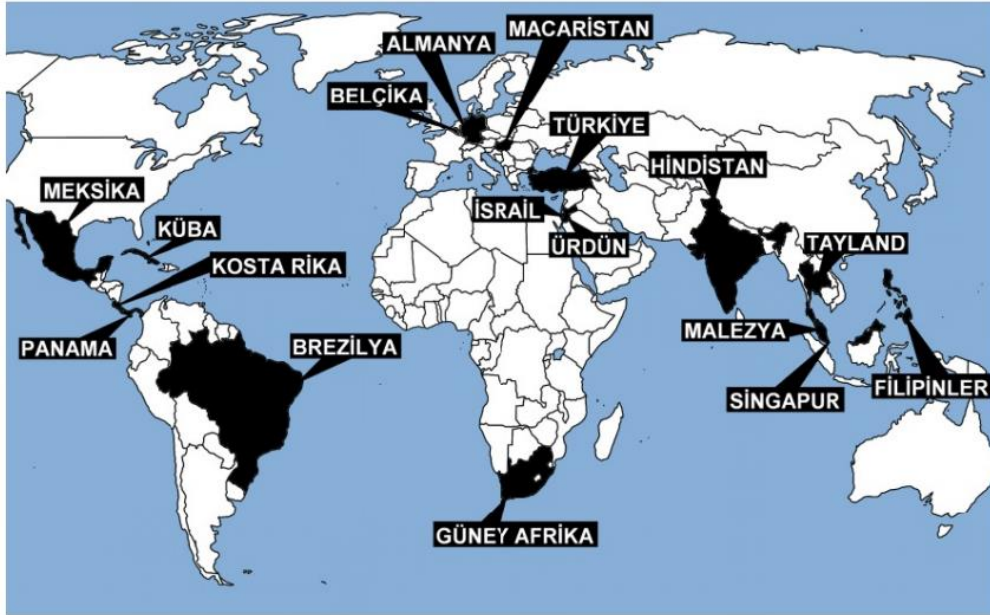 MACARİSTAN
ALMANYA
BELÇİKA
TÜRKİYE
HİNDİSTAN
MEKSİKA
İSRAİL
KÜBA
ÜRDÜN
TAYLAND
KOSTA RİKA
MALEZYA
PANAMA
BREZİLYA
FİLİPİNLER
SİNGAPUR
GÜNEY AFRİKA